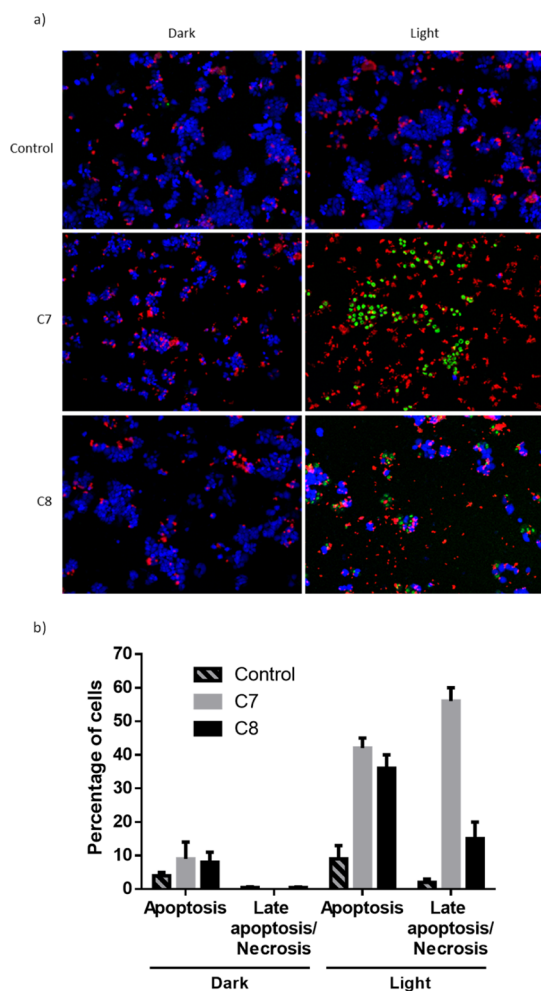 a)
Dark Light
Control
C7
C8
b)
Percentage of cells
70
60
50
40
30
20
10
0
Control
C7
C8
Apoptosis
Late
apoptosis/
Necrosis
Apoptosis
Late
apoptosis/
Necrosis
Dark
Light